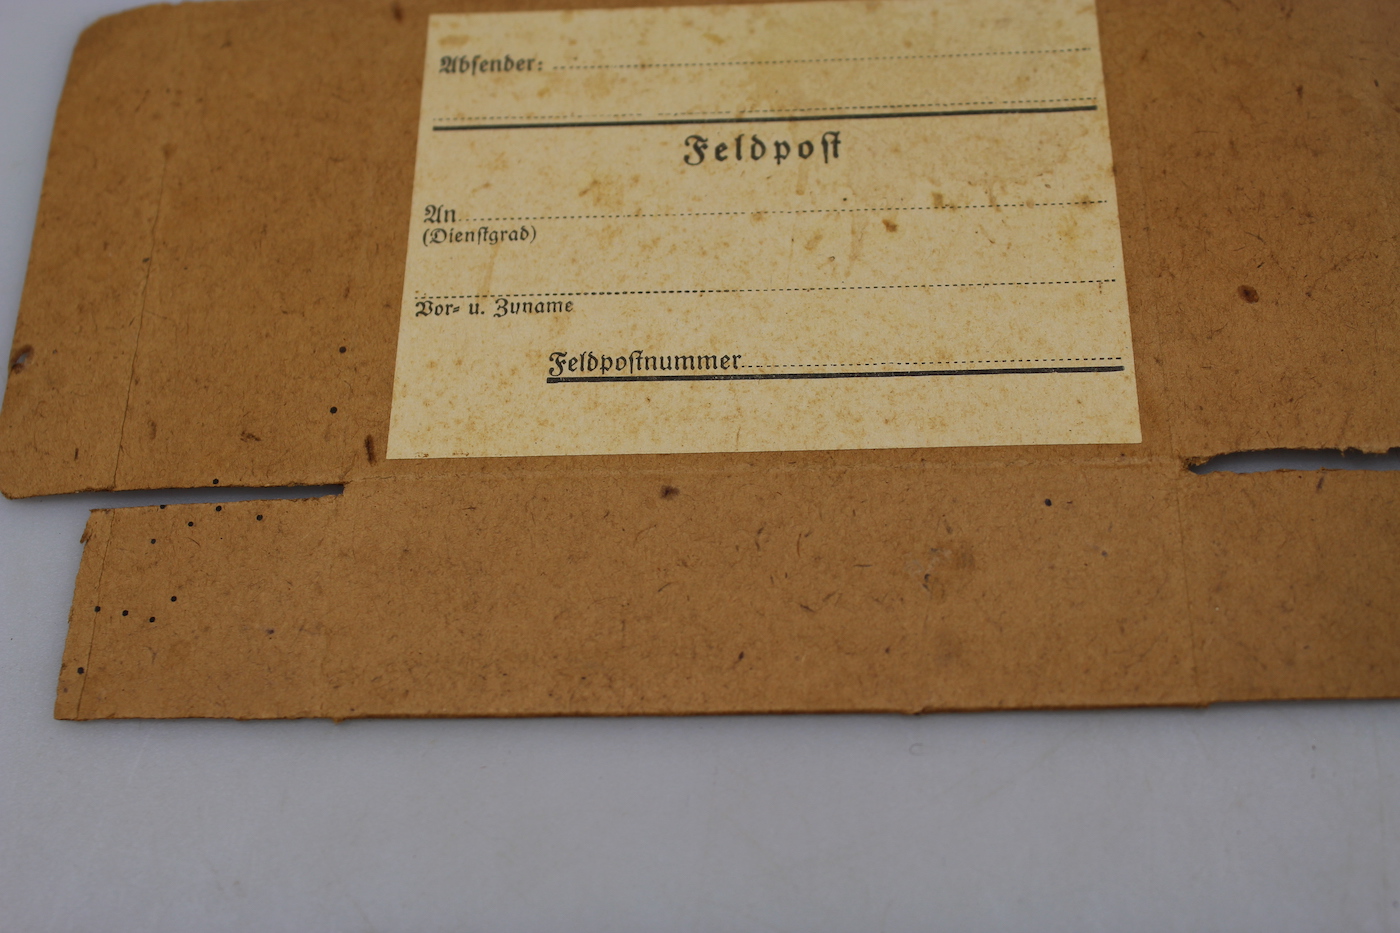 Absender:
Feldpost
An
(Dienstgrad)
Vor- u. Zuname
Feldpostnummer